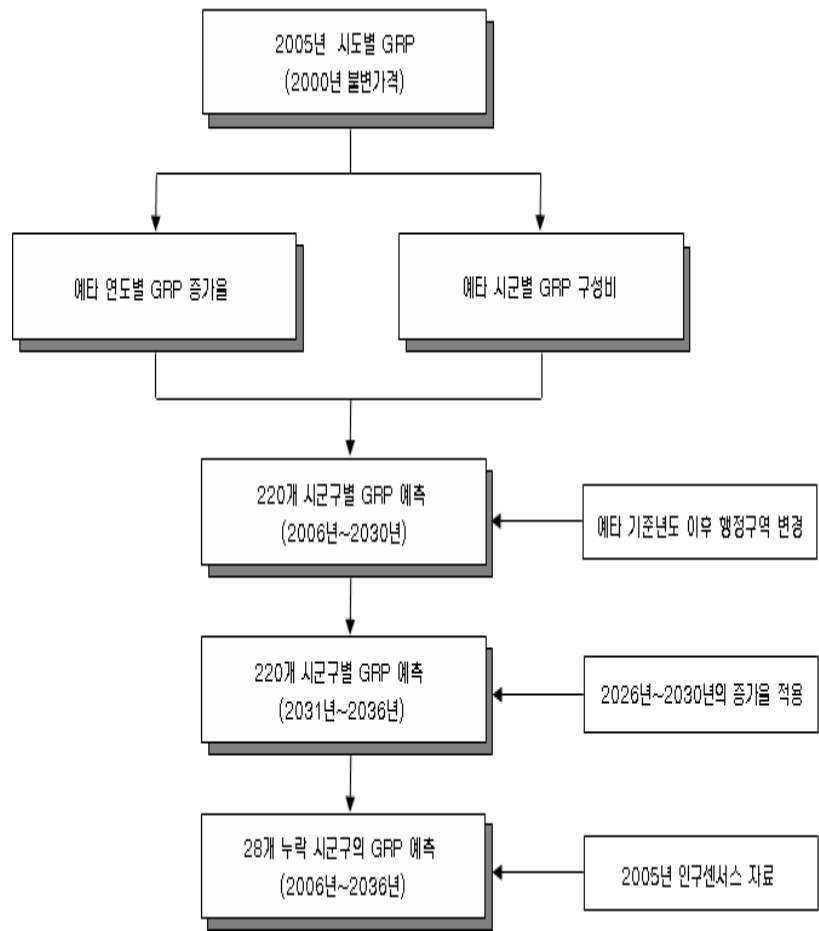 2005년 시도별 GRP
(2000년 불변가격)
예타 연도별 GRP 증가율
예타 시군별 GRP 구성비
220개 시군구별 GRP 예측
(2006년~2030년)
예타 기준년도 이후 행정구역 변경
220개 시군구별 GRP 예측
(2031년~2036년)
2026년~2030년의 증가율 적용
28개 누락 시군구의 GRP 예측
(2006년~2036년)
2005년 인구센서스 자료